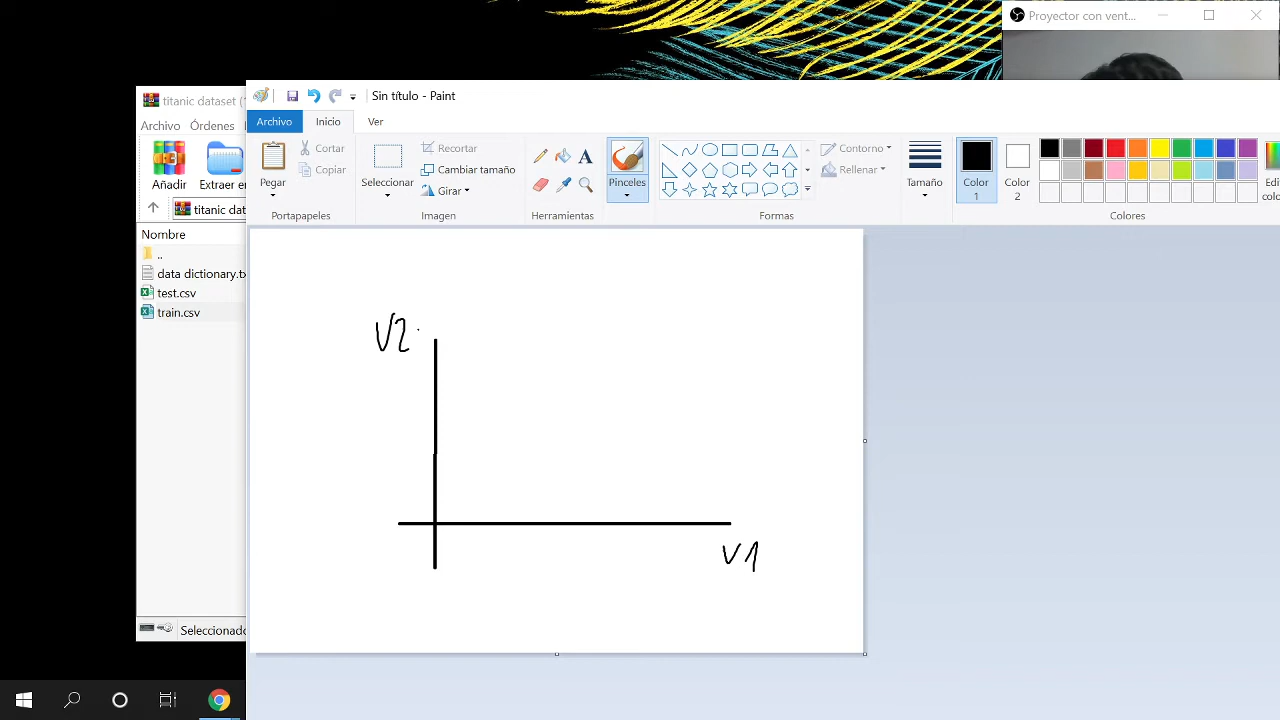 Proyector con vent...
titanic dataset (
Sin título - Paint
Archivo Órdenes
Archivo Inicio Ver
Añadir
Extraer en
Pegar
Cortar
Copiar
Portapapeles
Seleccionar
Recortar
Cambiar tamaño
Girar
Imagen
A
Herramientas
Pinceles
Contorno
Rellenar
Formas
Tamaño
Color
1
Color
2
Colores
titanic dat
Nombre
..
data dictionary.tx
test.csv
train.csv
V2
V1
Seleccionado